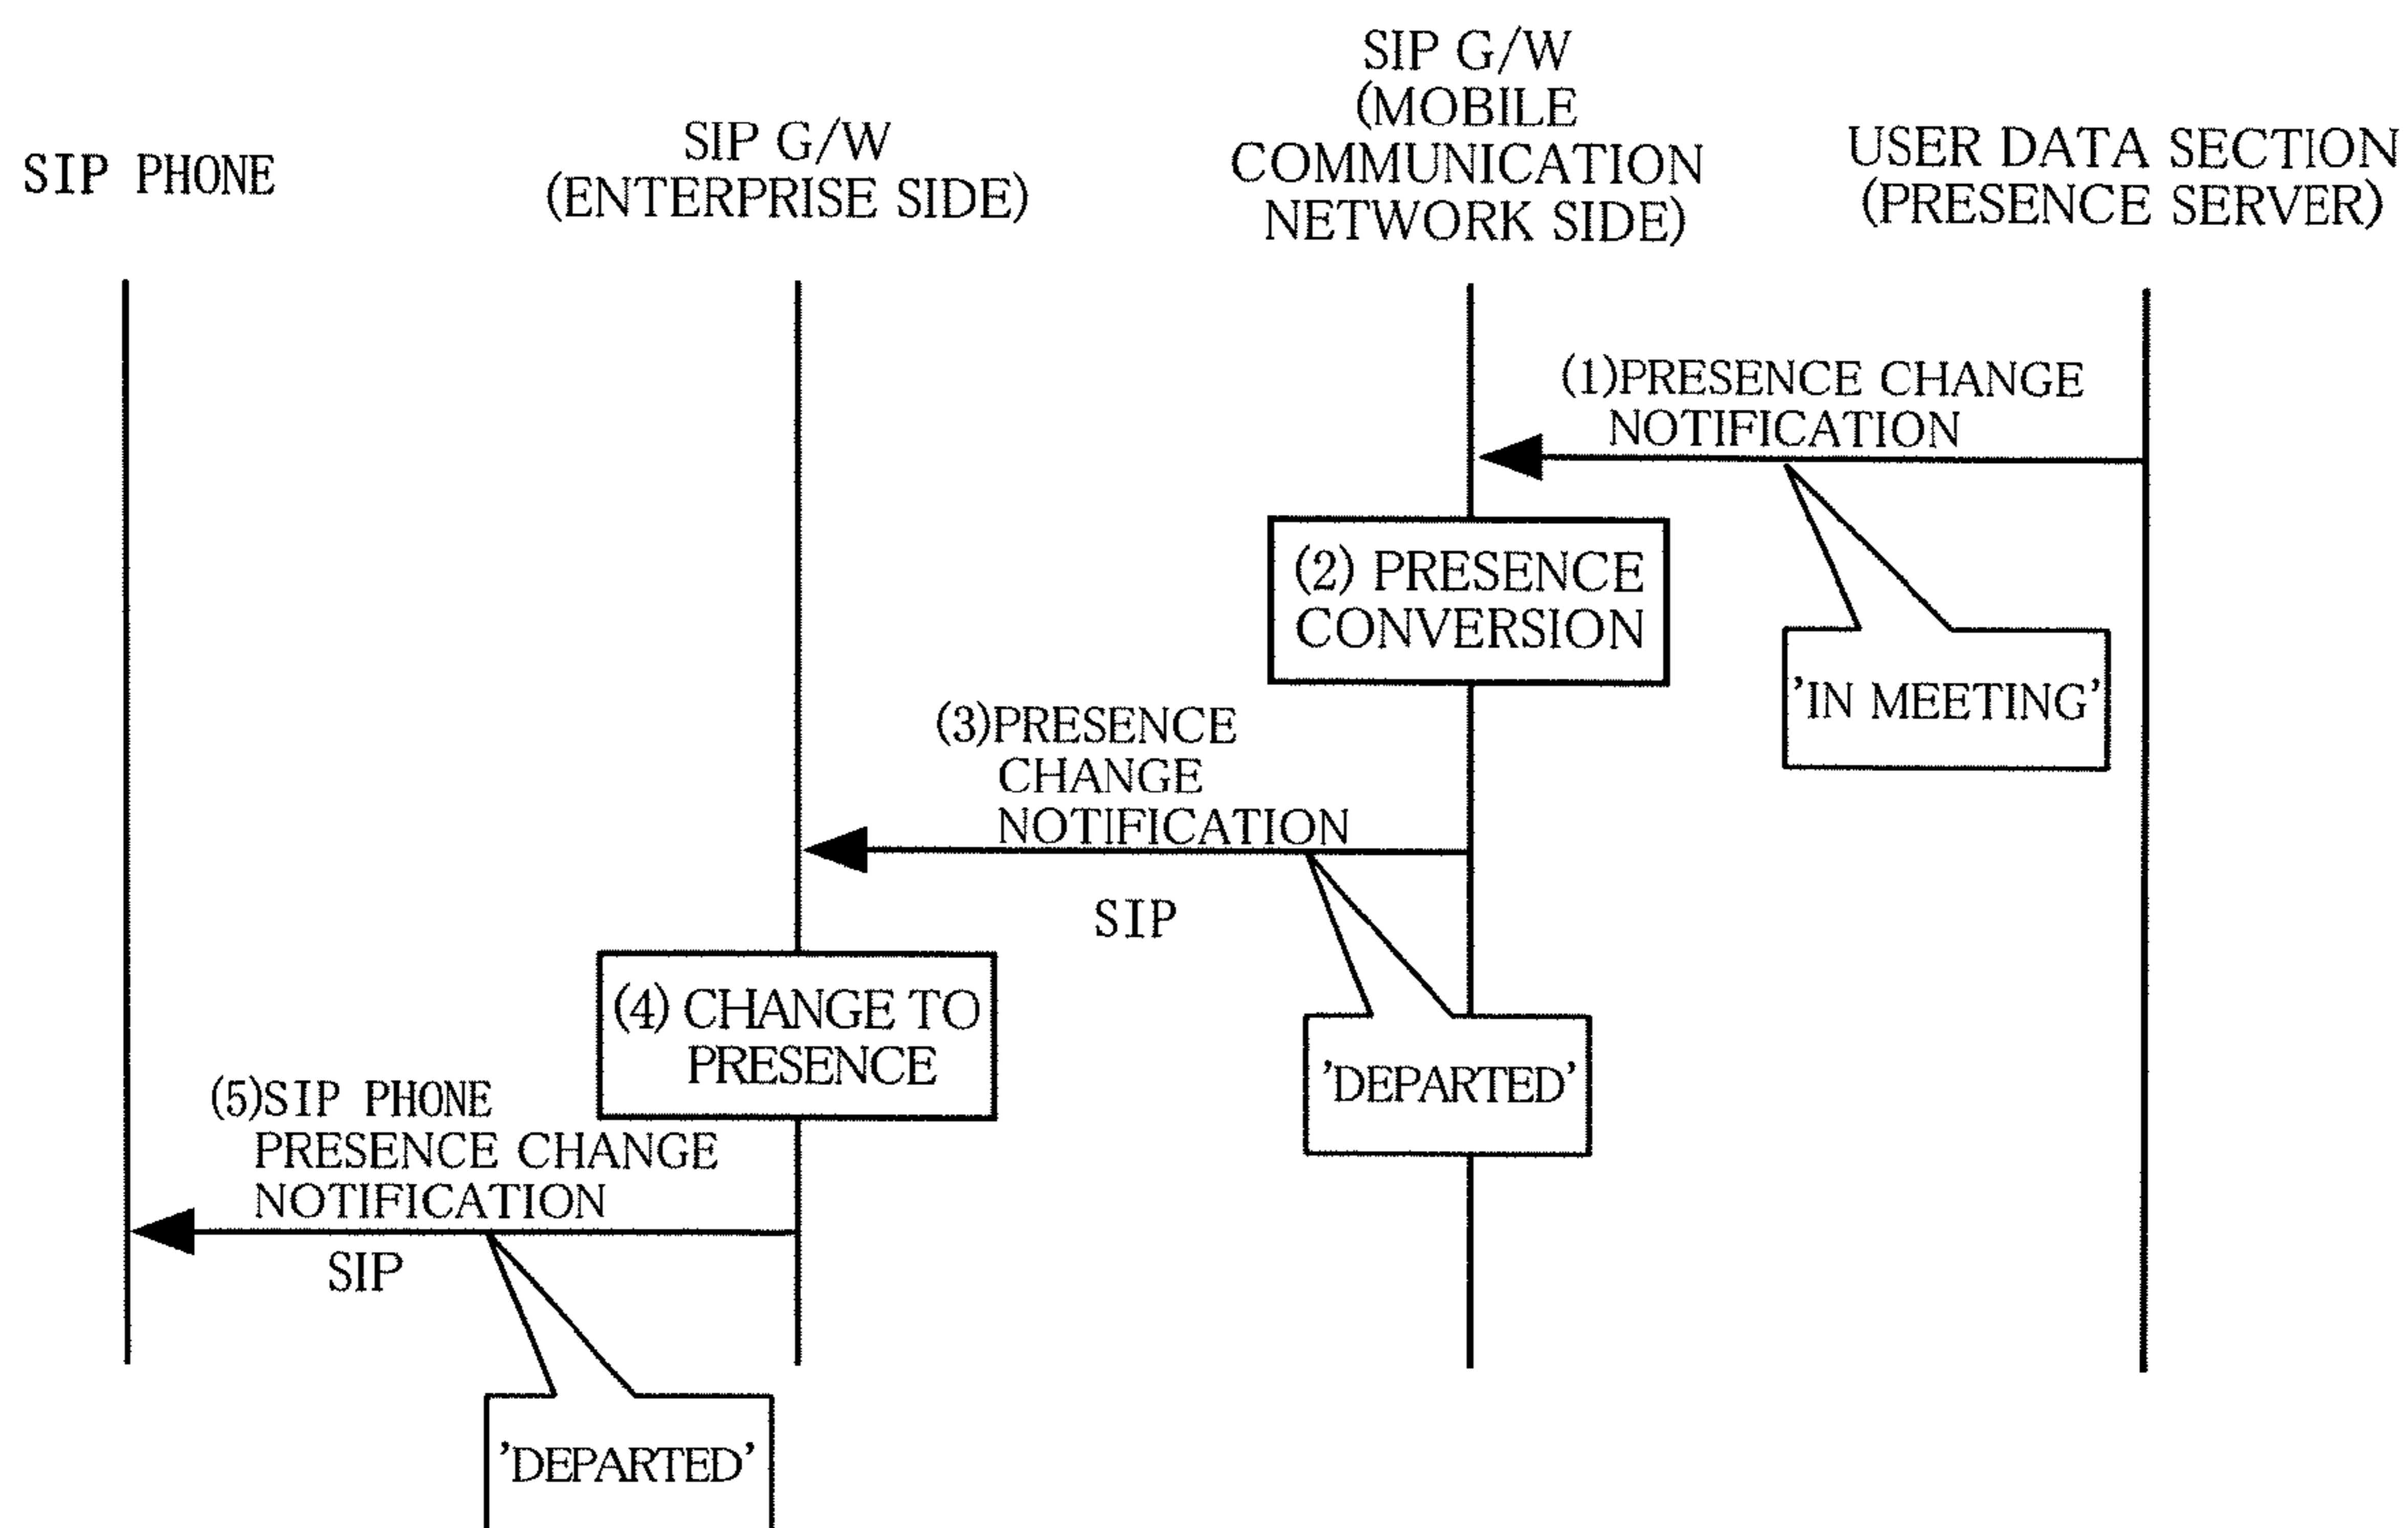 SIP PHONE
SIP G/W
(ENTERPRISE SIDE)
SIP G/W
(MOBILE
COMMUNICATION
NETWORK SIDE)
USER DATA SECTION
(PRESENCE SERVER)
(1)PRESENCE CHANGE
NOTIFICATION
(2) PRESENCE
CONVERSION
'IN MEETING'
(3)PRESENCE
CHANGE
NOTIFICATION
SIP
(4) CHANGE TO
PRESENCE
'DEPARTED'
(5)SIP PHONE
PRESENCE CHANGE
NOTIFICATION
SIP
'DEPARTED'